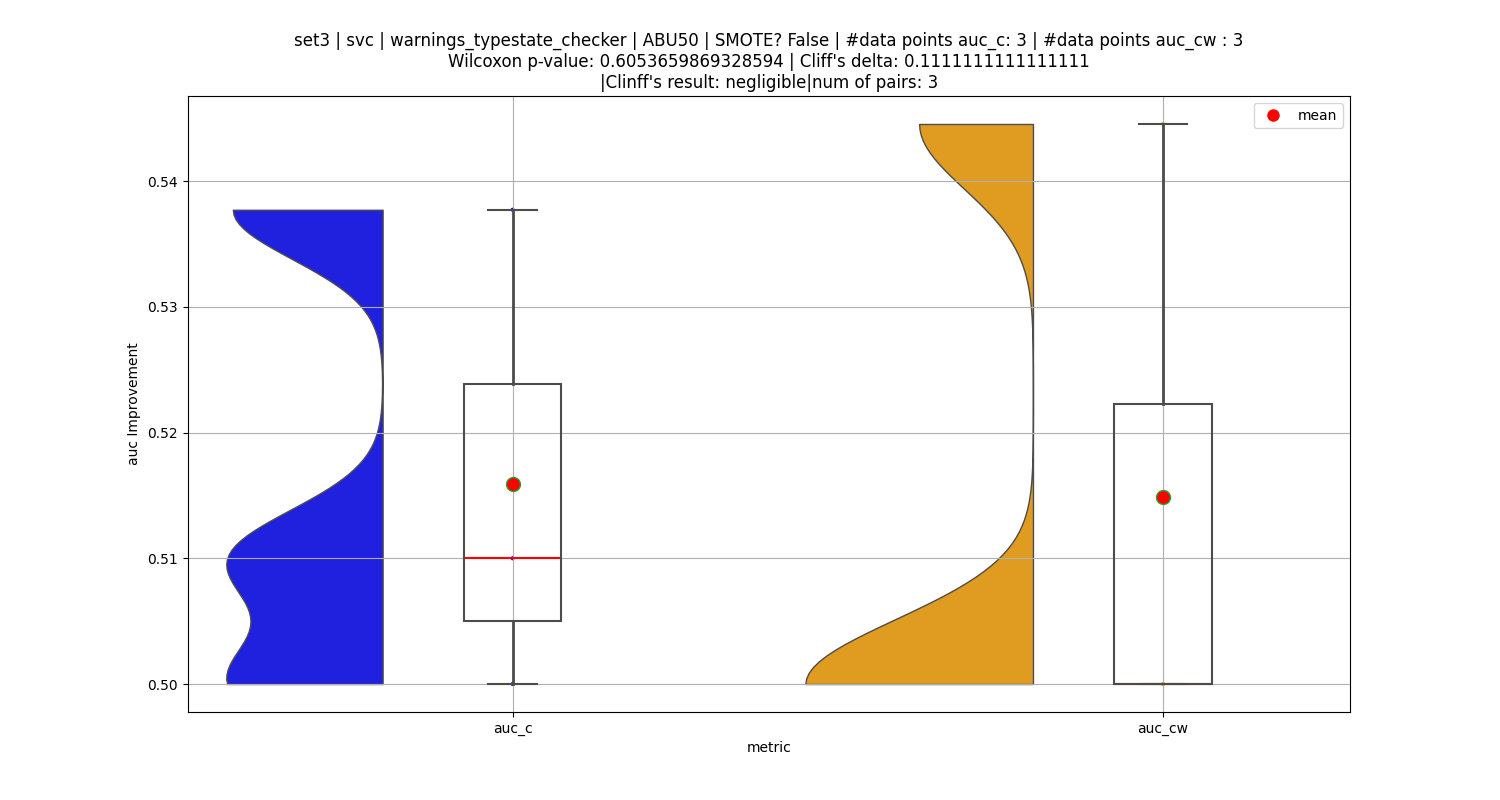 set3 | svc | warnings_typestate_checker | ABU50 | SMOTE? False | #data points auc_c: 3 | #data points auc_cw : 3
Wilcoxon p-value: 0.6053659869328594 | Cliff's delta: 0.1111111111111111
|Clinff's result: negligible|num of pairs: 3
mean
0.54
0.53
0.52
0.51
0.50
auc Improvement
auc_c
auc_cw
metric